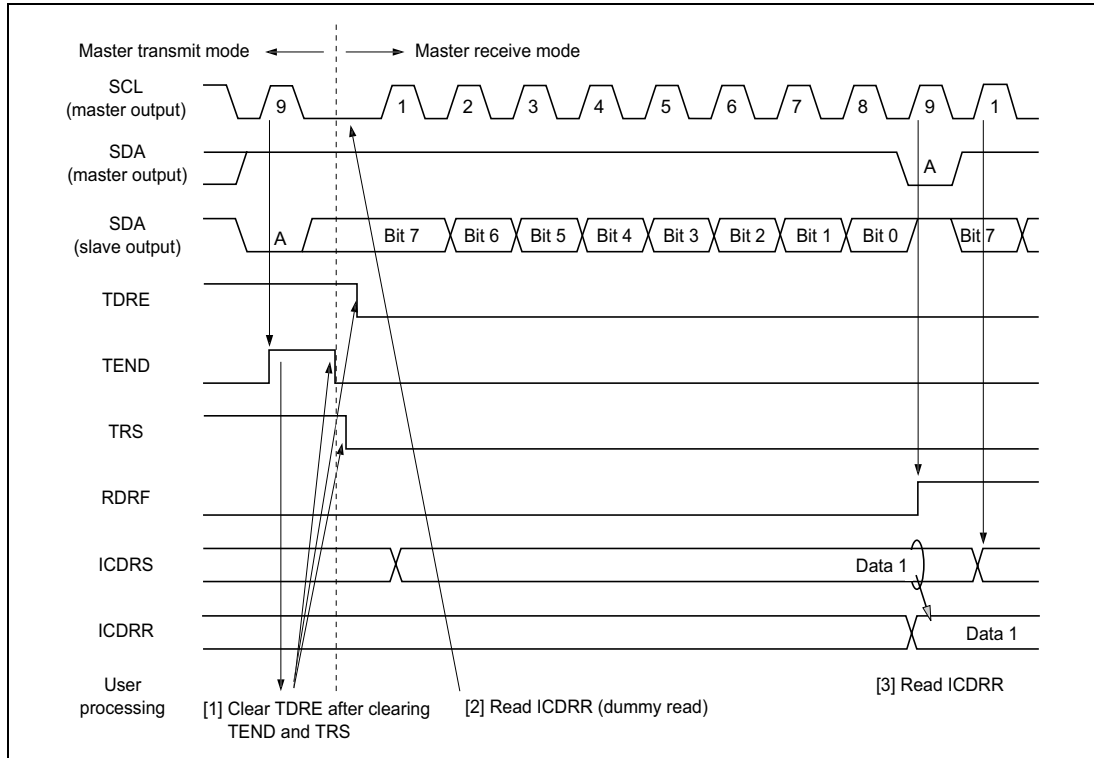 Master transmit mode
Master receive mode
SCL
(master output)
9
1
2
3
4
5
6
7
8
9
1
SDA
(master output)
A
SDA
(slave output)
A
Bit 7
Bit 6
Bit 5
Bit 4
Bit 3
Bit 2
Bit 1
Bit 0
Bit 7
TDRE
TEND
TRS
RDRF
ICDRS
Data 1
ICDRR
Data 1
User
processing
[1] Clear TDRE after clearing
TEND and TRS
[2] Read ICDRR (dummy read)
[3] Read ICDRR